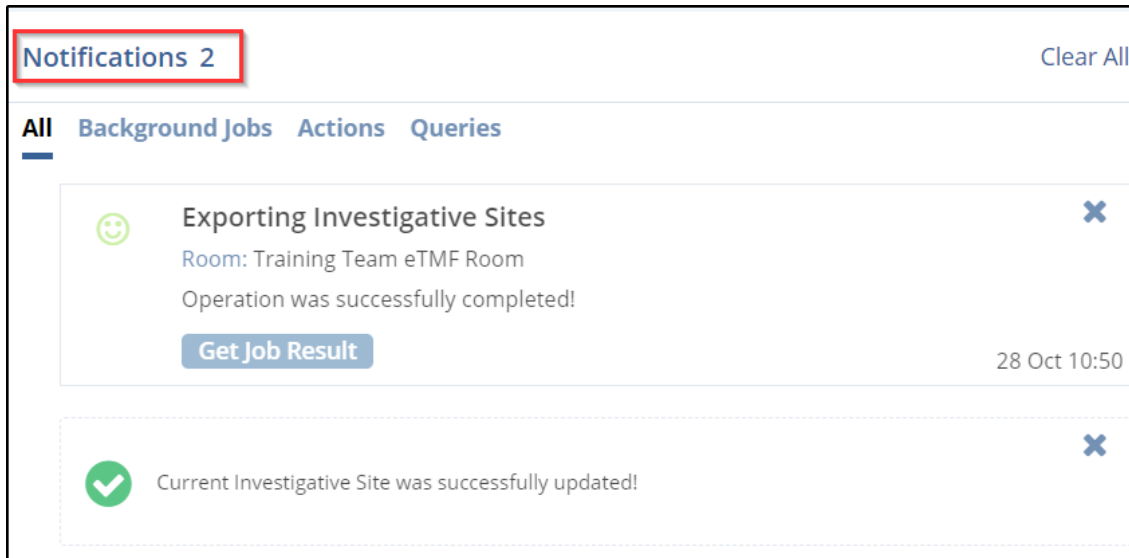 Notifications 2
Clear All
All Background Jobs Actions Queries
Exporting Investigative Sites
Room: Training Team eTMF Room
Operation was successfully completed!
Get Job Result
28 Oct 10:50
Current Investigative Site was successfully updated!